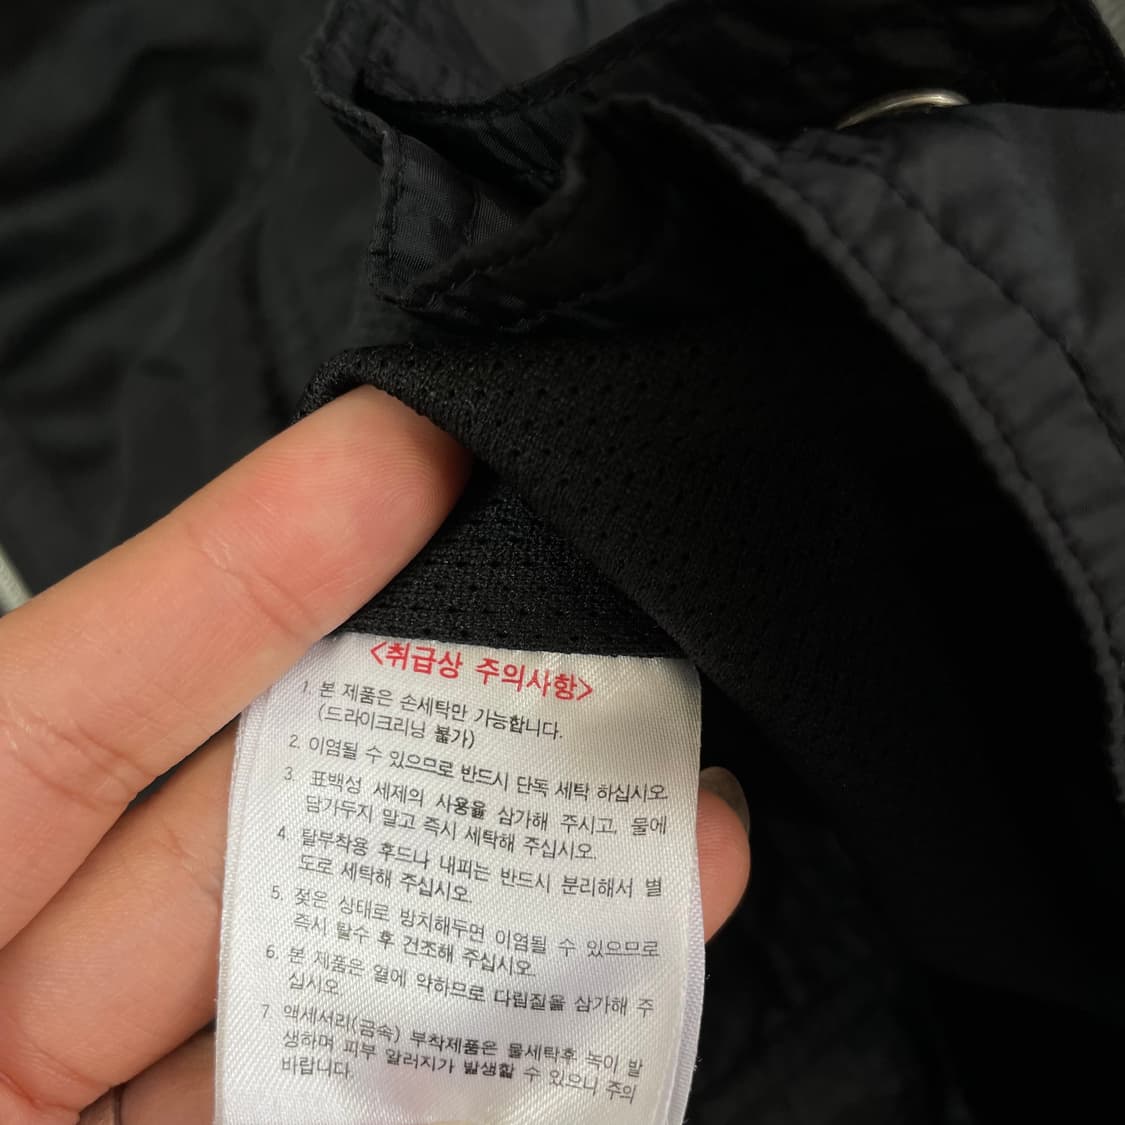 <취급상 주의사항>
1. 본 제품은 손세탁만 가능합니다.
(드라이크리닝 불가)
2. 이염될 수 있으므로 반드시 단독 세탁 하십시오.
3. 표백성 세제의 사용을 삼가해 주시고, 물에
담가두지 말고 즉시 세탁해 주십시오.
4. 탈부착용 후드나 내피는 반드시 분리해서 별
도로 세탁해 주십시오.
5. 젖은 상태로 방치해두면 이염될 수 있으므로
즉시 탈수 후 건조해 주십시오.
6. 본 제품은 열에 약하므로 다림질을 삼가해 주
십시오.
7. 액세서리(금속) 부착제품은 물세탁후 녹이 발
생하며 피부 알러지가 발생할 수 있으니 주의
바랍니다.